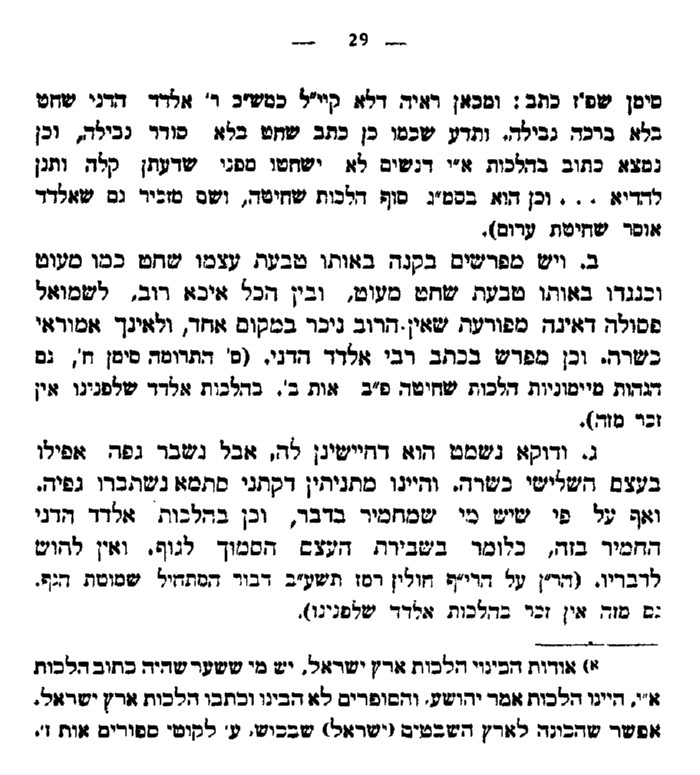 — 29 —
סימן שפ״ז כתב: ומכאן ראיה דלא קיי״ל כמש״כ ר׳ אלדד הדני שחט
בלא ברכה נבילה. ותדע שכמו כן כתב שחט בלא סודר נבילה, וכן
נמצא כתוב בהלכות א״י דנשים לא ישחטו מפני שדעתן קלה ותנן
להדיא . . . וכן הוא בסמ״ג סוף הלכות שחיטה, ושם מזכיר גם שאלדד
אוסר שחיטת ערום).
ב. ויש מפרשים בקנה באותו טבעת עצמו שחט כמו מעוט
וכנגדו באותו טבעת שחט מעוט, ובין הכל איכא רוב, לשמואל
פסולה דאינה מפורעת שאין הרוב ניכר במקום אחד, ולאינך אמוראי
כשרה. וכן מפרש בכתב רבי אלדד הדני. (ס׳ התרומה סימן ח׳, גם
הגהות מיימוניות הלכות שחיטה פ״ב אות ב׳. בהלכות אלדד שלפנינו אין
זכר מזה).
ג. ודוקא נשמט הוא דחיישינן לה, אבל נשבר גפה אפילו
בעצם השלישי כשרה. והיינו מתניתין דקתני סתמא נשתברו גפיה.
ואף על פי שיש מי שמחמיר בדבר, וכן בהלכות אלדד הדני
החמיר בזה, כלומר בשבירת העצם הסמוך לגוף. ואין להוש
לדבריו. (הר״ן על הרי״ף חולין רמז תשע״ב דבור המתחיל שמוטת הגף.
גם מזה אין זכר בהלכות אלדד שלפנינו).
א) אודות הכינוי הלכות ארץ ישראל, יש מי ששער שהיה כתוב הלכות
א״י, היינו הלכות אמר יהושע, והסופרים לא הבינו וכתבו הלכות ארץ ישראל.
אפשר שהכונה לארץ השבטים (ישראל) שבכוש, ע׳ לקוטי ספורים אות ז׳.